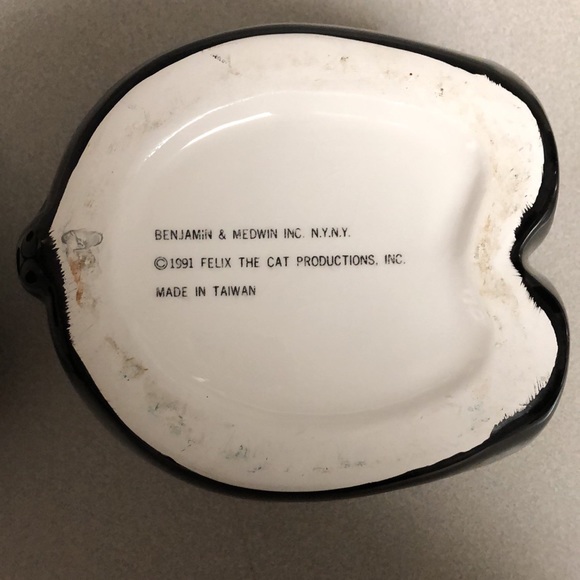 BENJAMIN & MEDWIN INC. N.Y.N.Y.
©1991 FELIX THE CAT PRODUCTIONS, INC.
MADE IN TAIWAN